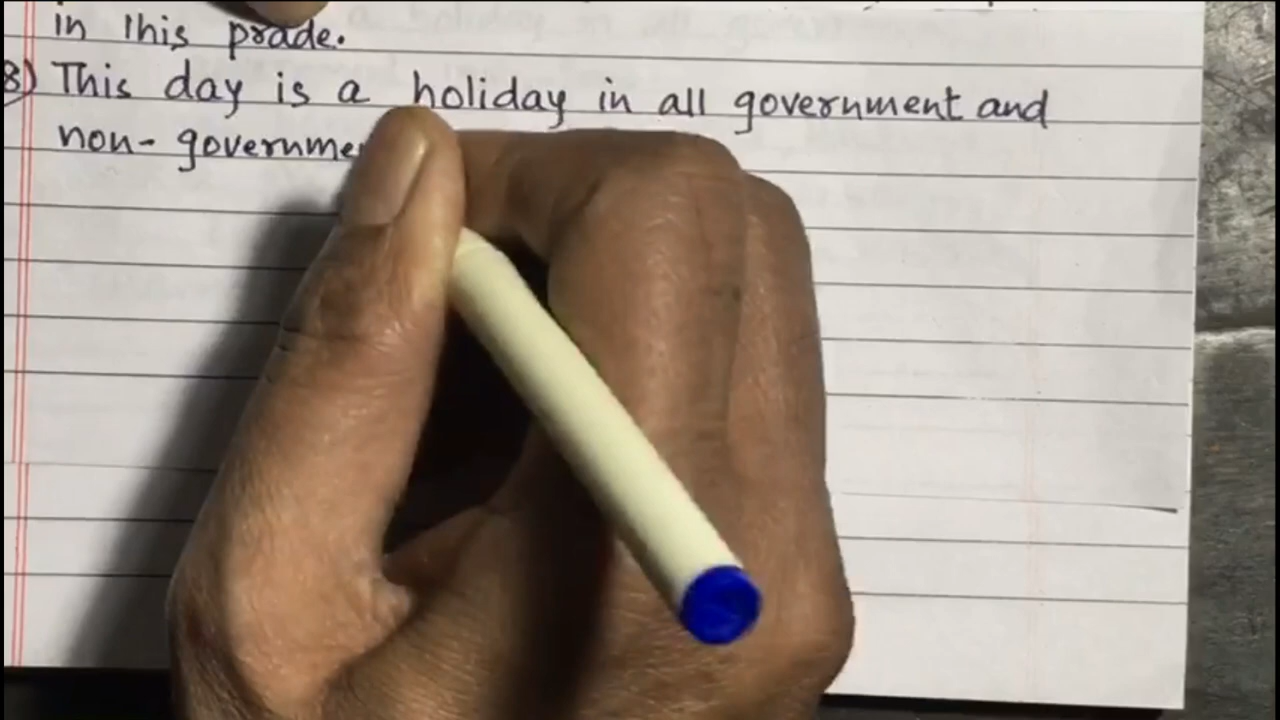 in this prade.
8) This day is a holiday in all government and
non- governme